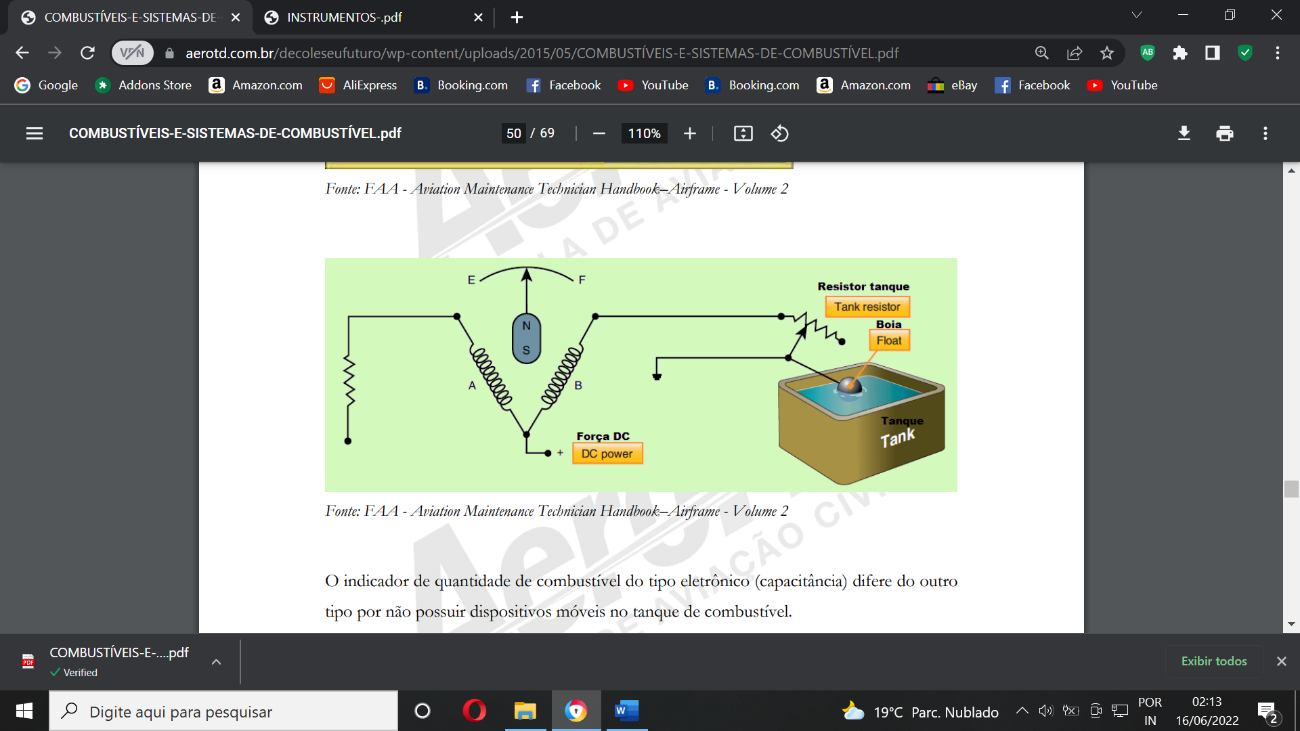 COMBUSTÍVEIS-E-SISTEMAS-DE-
INSTRUMENTOS-.pdf
VPN
aerotd.com.br/decoleseufuturo/wp-content/uploads/2015/05/COMBUSTÍVEIS-E-SISTEMAS-DE-COMBUSTÍVEL.pdf
AB
Google
Addons Store
Amazon.com
AliExpress
Booking.com
Facebook
YouTube
Booking.com
Amazon.com
eBay
Facebook
YouTube
COMBUSTÍVEIS-E-SISTEMAS-DE-COMBUSTÍVEL.pdf
50 / 69
110%
Fonte: FAA - Aviation Maintenance Technician Handbook–Airframe - Volume 2
E
F
N
S
A
B
Força DC
+ DC power
Resistor tanque
Tank resistor
Boia
Float
Tanque
Tank
Fonte: FAA - Aviation Maintenance Technician Handbook–Airframe - Volume 2
O indicador de quantidade de combustível do tipo eletrônico (capacitância) difere do outro
tipo por não possuir dispositivos móveis no tanque de combustível.
COMBUSTÍVEIS-E-....pdf
Verified
Exibir todos
Digite aqui para pesquisar
19°C Parc. Nublado
POR
IN
02:13
16/06/2022
2